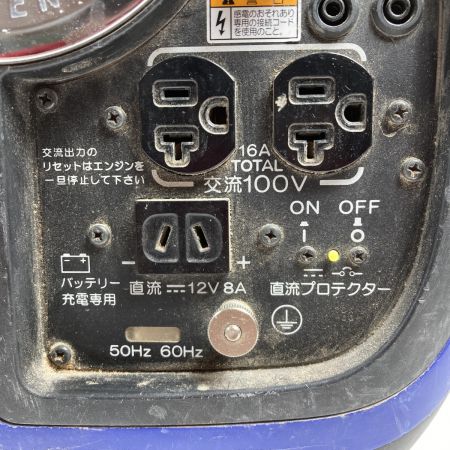 EN
感電のおそれあり
専用の接続コード
を使用のこと。
交流出力の
リセットはエンジンを
一旦停止して下さい
16A
TOTAL
交流100V
ON OFF
I O
バッテリー
充電専用
− +
直流 12V 8A
直流プロテクター
50Hz 60Hz